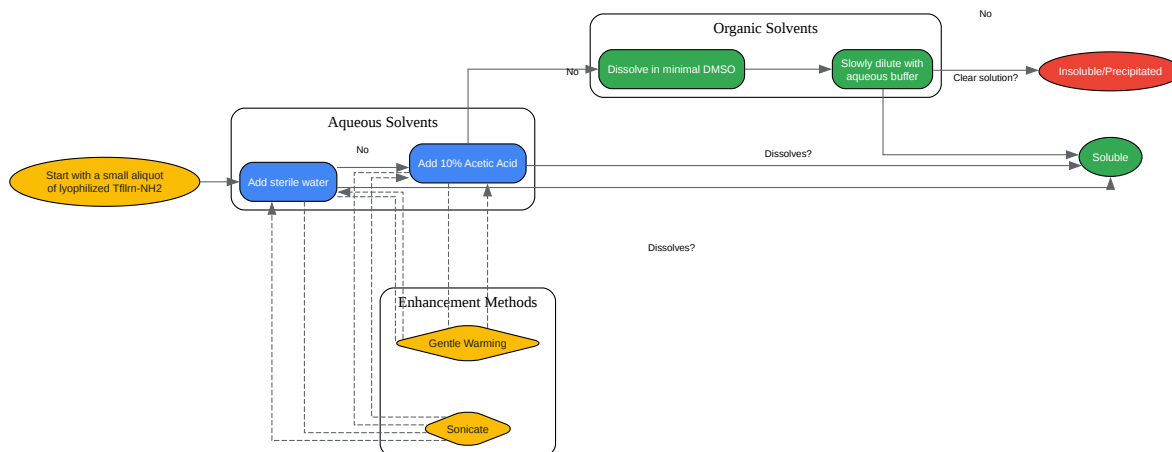 No
Organic Solvents
Dissolve in minimal DMSO
Slowly dilute with
aqueous buffer
No
Clear solution?
Insoluble/Precipitated
Aqueous Solvents
No
Add 10% Acetic Acid
Dissolves?
Soluble
Start with a small aliquot
of lyophilized Tfllrn-NH2
Add sterile water
Dissolves?
Enhancement Methods
Gentle Warming
Sonicate